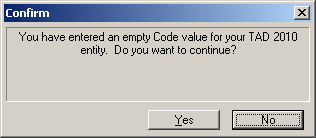 Confirm
You have entered an empty Code value for your TAD 2010
entity. Do you want to continue?
Yes
No